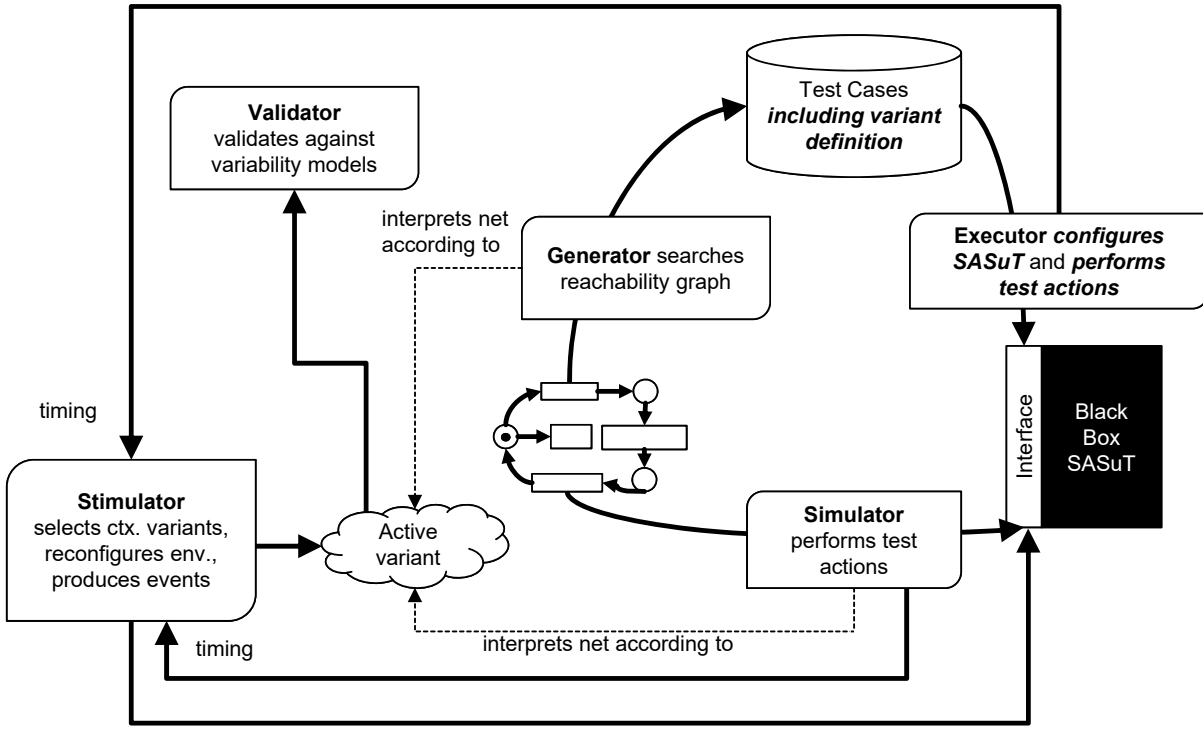 Validator
validates against
variability models
Test Cases
including variant
definition
interprets net
according to
Generator searches
reachability graph
Executor configures
SASuT and performs
test actions
timing
Interface
Black
Box
SASuT
Stimulator
selects ctx. variants,
reconfigures env.,
produces events
Active
variant
Simulator
performs test
actions
timing
interprets net according to